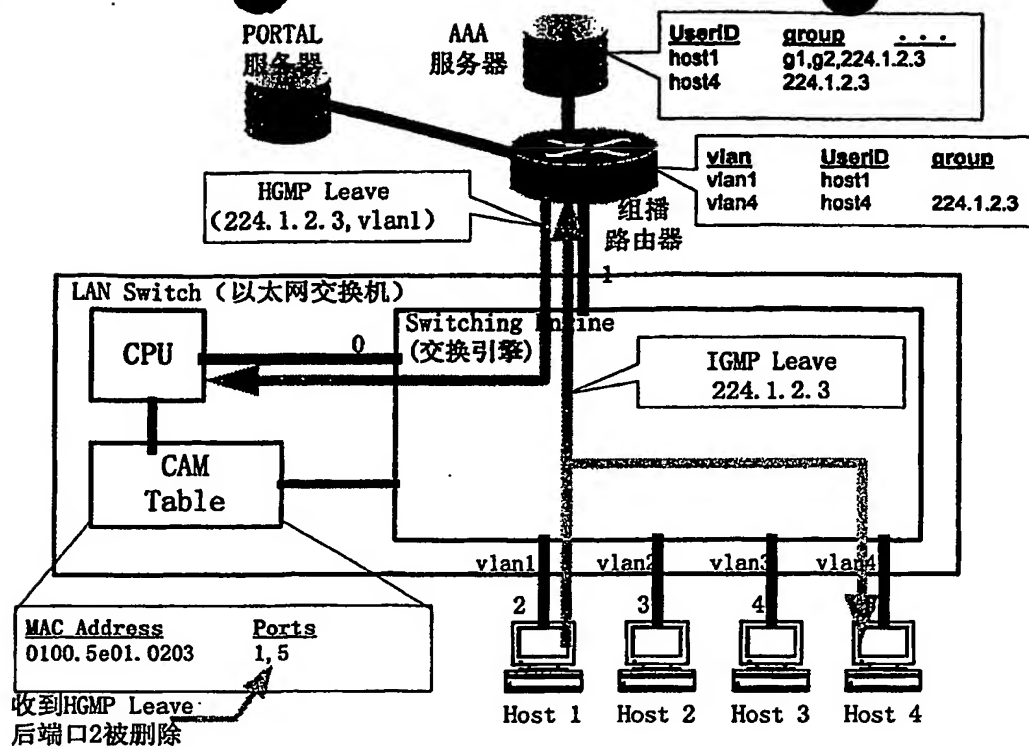 PORTAL
服务器
AAA
服务器
UserID group ...
host1 g1,g2,224.1.2.3
host4 224.1.2.3
vlan UserID group
vlan1 host1
vlan4 host4 224.1.2.3
HGMP Leave
(224.1.2.3,vlan1)
组播
路由器
1
LAN Switch (以太网交换机)
Switching Engine
(交换引擎)
CPU
0
IGMP Leave
224.1.2.3
CAM
Table
vlan1 vlan2 vlan3 vlan4
2 3 4
MAC Address Ports
0100.5e01.0203 1,5
收到HGMP Leave
后端口2被删除
Host 1 Host 2 Host 3 Host 4